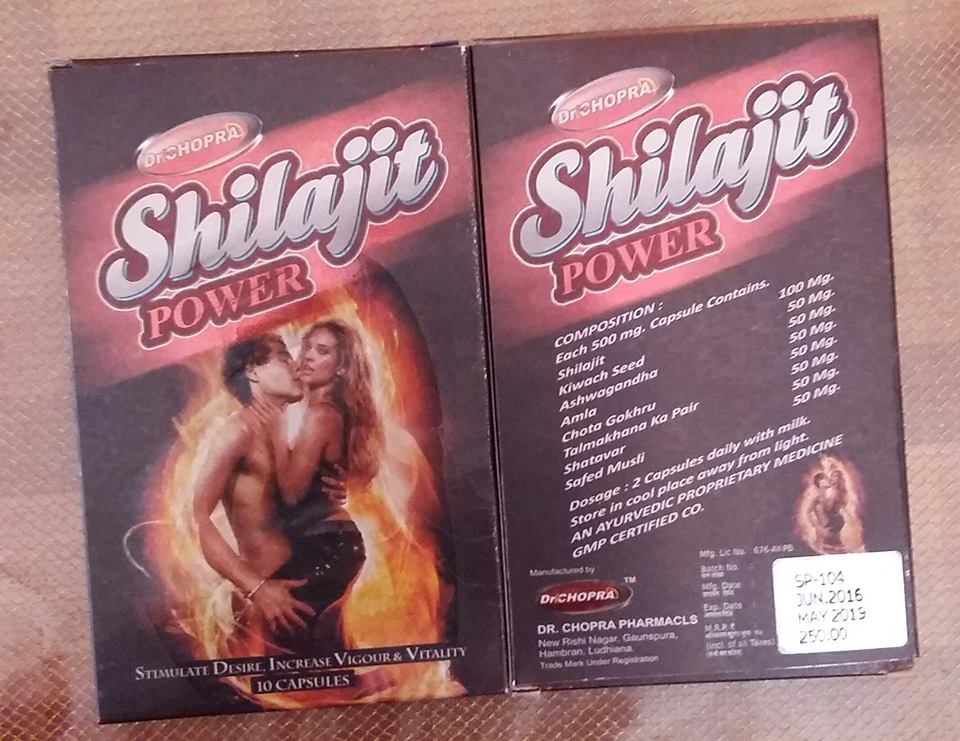 Dr.CHOPRA
Shilajit
POWER
STIMULATE DESIRE, INCREASE VIGOUR & VITALITY
10 CAPSULES
Dr.CHOPRA
Shilajit
POWER
COMPOSITION :
Each 500 mg. Capsule Contains.
Shilajit 100 Mg.
Kiwach Seed 50 Mg.
Ashwagandha 50 Mg.
Amla 50 Mg.
Chota Gokhru 50 Mg.
Talmakhana Ka Pair 50 Mg.
Shatavar 50 Mg.
Safed Musli 50 Mg.
Dosage : 2 Capsules daily with milk.
Store in cool place away from light.
AN AYURVEDIC PROPRIETARY MEDICINE
GMP CERTIFIED CO.
Manufactured by
Dr.CHOPRA TM
DR. CHOPRA PHARMACLS
New Rishi Nagar, Gaunspura,
Hambran, Ludhiana.
Trade Mark Under Registration
Mfg. Lic No. 676-AY-PB
Batch No. :
Mfg. Date :
Exp. Date :
M.R.P.₹
(Incl. of all Taxes)
SP-104
JUN.2016
MAY 2019
250.00